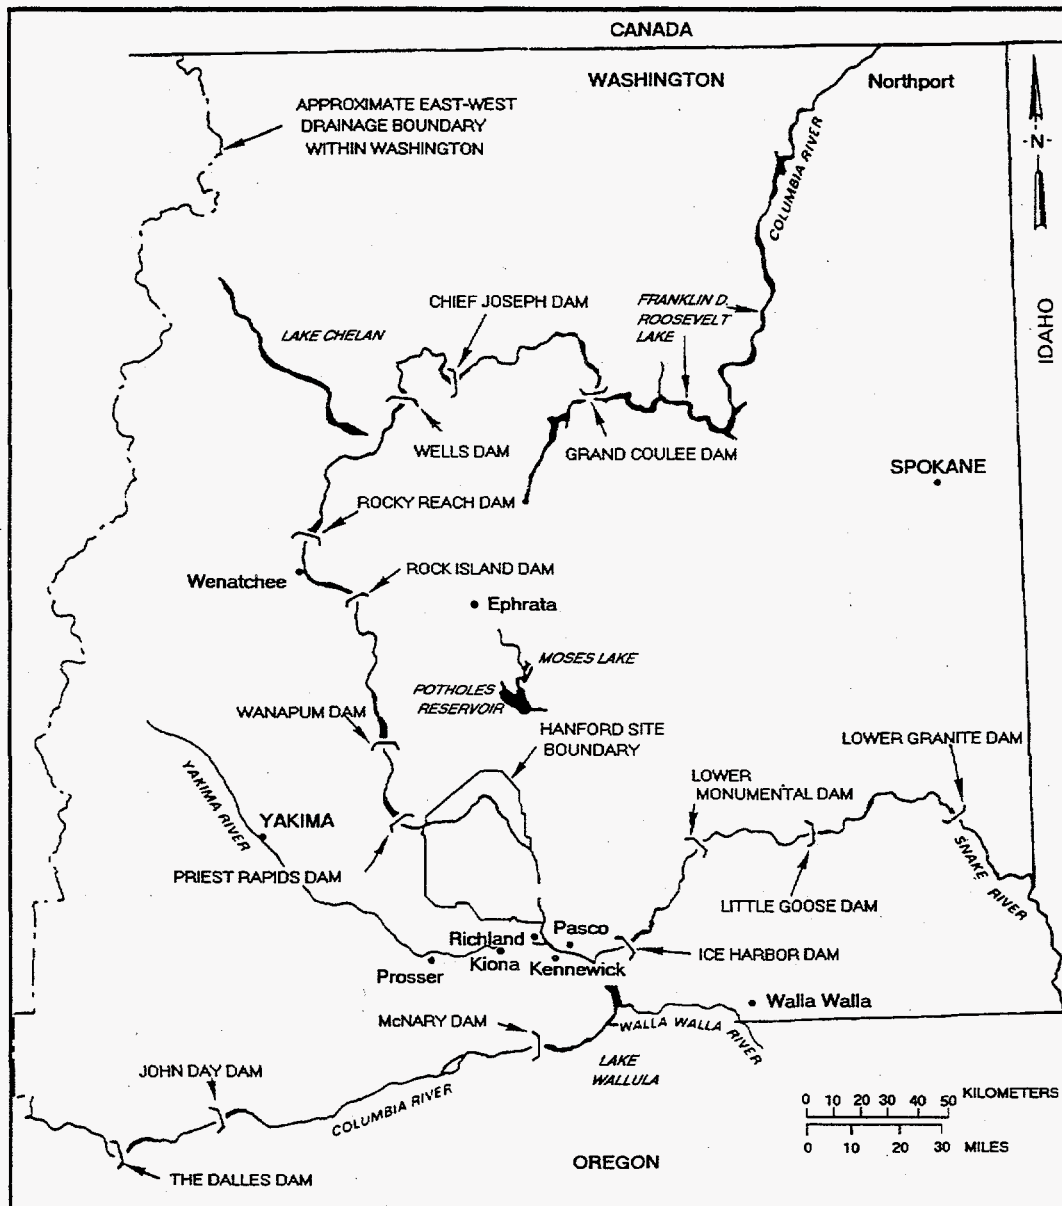 CANADA
WASHINGTON
Northport
APPROXIMATE EAST-WEST
DRAINAGE BOUNDARY
WITHIN WASHINGTON
-N-
COLUMBIA RIVER
CHIEF JOSEPH DAM
FRANKLIN D.
ROOSEVELT
LAKE
LAKE CHELAN
IDAHO
WELLS DAM
GRAND COULEE DAM
SPOKANE
ROCKY REACH DAM
ROCK ISLAND DAM
Wenatchee
Ephrata
MOSES LAKE
POTHOLES
RESERVOIR
WANAPUM DAM
HANFORD SITE
BOUNDARY
LOWER GRANITE DAM
LOWER
MONUMENTAL DAM
YAKIMA RIVER
YAKIMA
PRIEST RAPIDS DAM
SNAKE RIVER
LITTLE GOOSE DAM
Pasco
Richland
ICE HARBOR DAM
Kiona
Kennewick
Prosser
Walla Walla
McNARY DAM
WALLA WALLA RIVER
LAKE
WALLULA
JOHN DAY DAM
COLUMBIA RIVER
0 10 20 30 40 50 KILOMETERS
0 10 20 30 MILES
OREGON
THE DALLES DAM